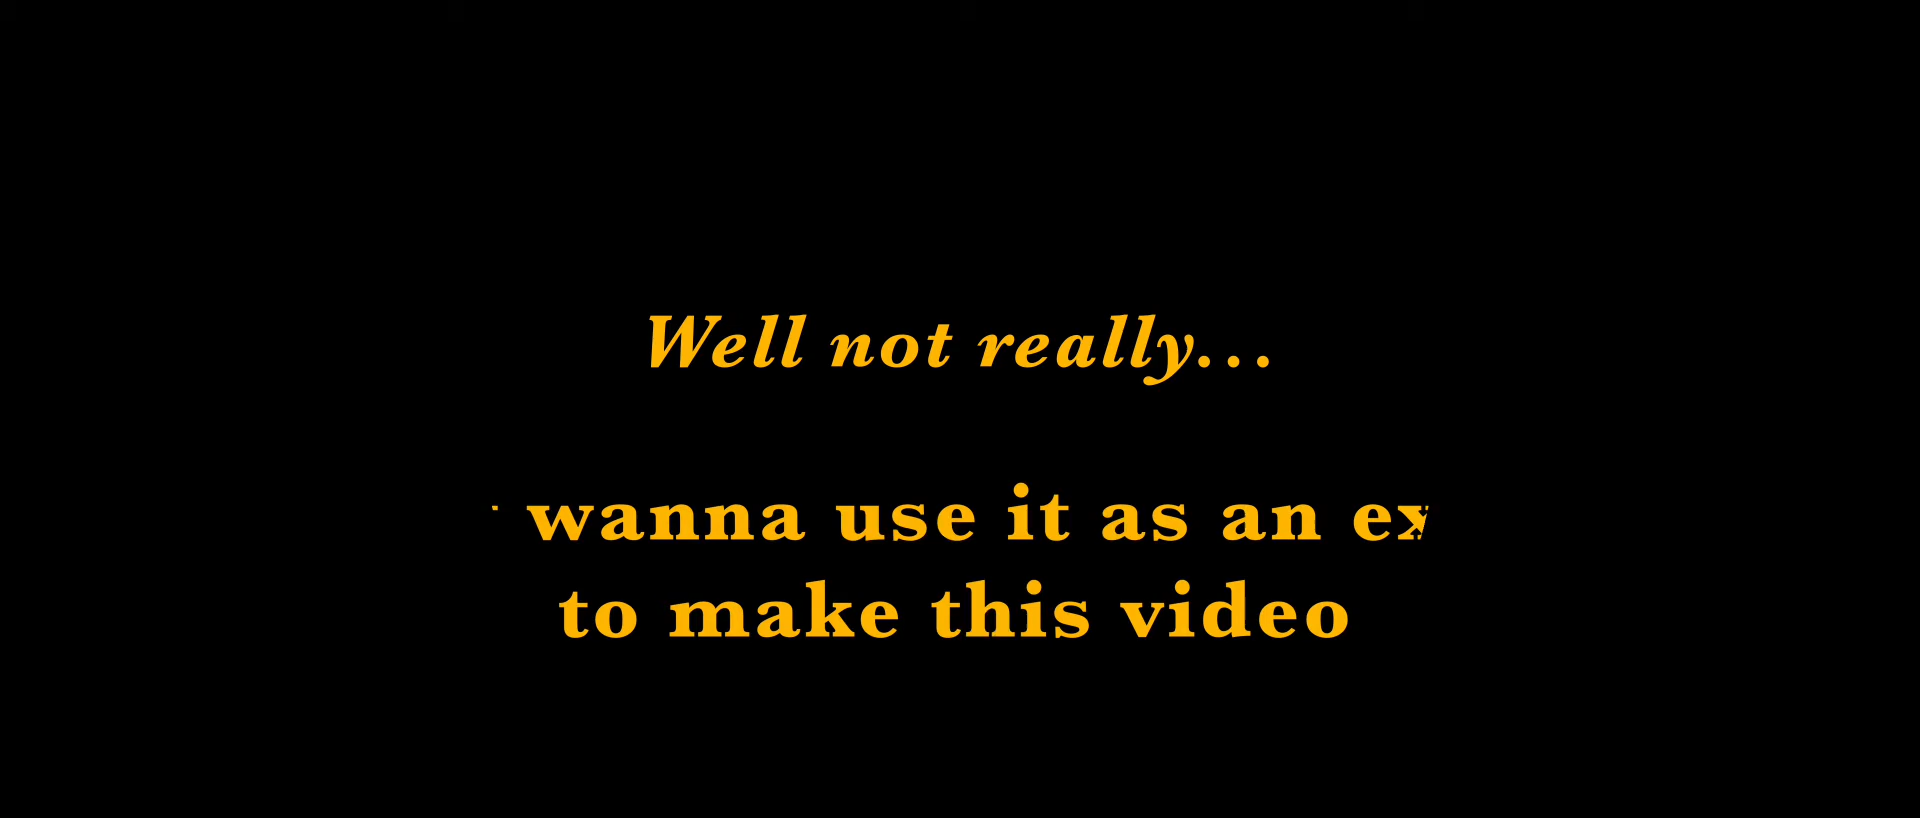 Well not really...
wanna use it as an
to make this video